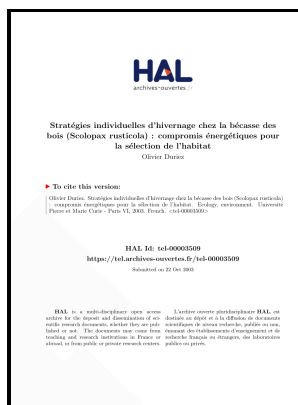 HAL
archives-ouvertes.fr
Stratégies individuelles d'hivernage chez la bécasse des
bois (Scolopax rusticola) : compromis énergétiques pour
la sélection de l'habitat
Olivier Duriez
▶ To cite this version:
Olivier Duriez. Stratégies individuelles d'hivernage chez la bécasse des bois (Scolopax rusticola)
: compromis énergétiques pour la sélection de l'habitat. Ecology, environment. Université
Pierre et Marie Curie - Paris VI, 2003. French. <tel-00003509>
HAL Id: tel-00003509
https://tel.archives-ouvertes.fr/tel-00003509
Submitted on 22 Oct 2003
HAL is a multi-disciplinary open access
archive for the deposit and dissemination of sci-
entific research documents, whether they are pub-
lished or not. The documents may come from
teaching and research institutions in France or
abroad, or from public or private research centers.
L'archive ouverte pluridisciplinaire HAL, est
destinée au dépôt et à la diffusion de documents
scientifiques de niveau recherche, publiés ou non,
émanant des établissements d'enseignement et de
recherche français ou étrangers, des laboratoires
publics ou privés.